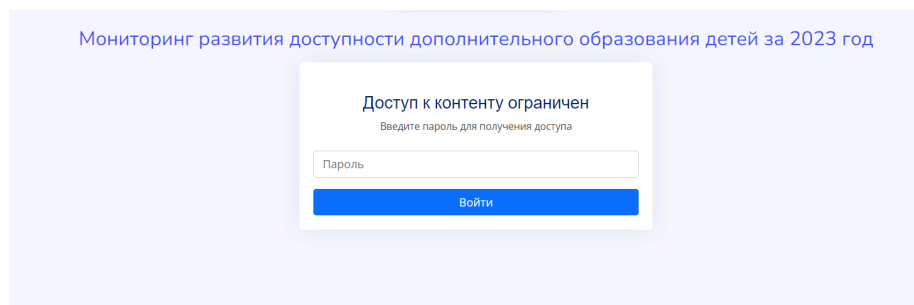 Мониторинг развития доступности дополнительного образования детей за 2023 год
Доступ к контенту ограничен
Введите пароль для получения доступа
Пароль
Войти